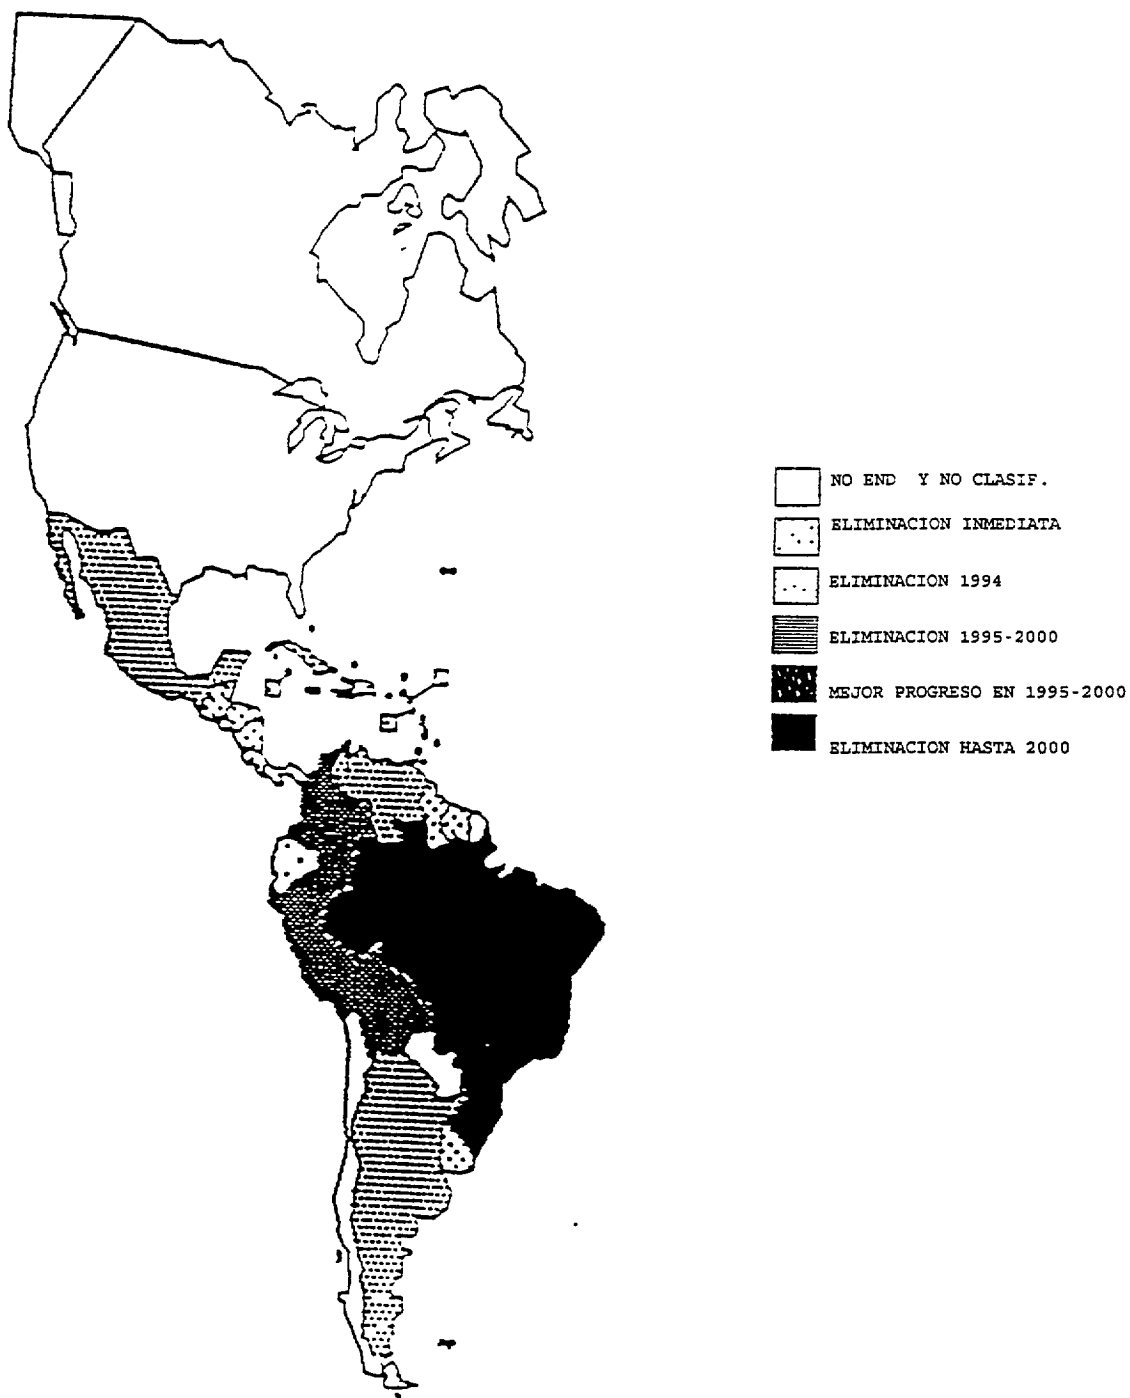 NO END Y NO CLASIF.
ELIMINACION INMEDIATA
ELIMINACION 1994
ELIMINACION 1995-2000
MEJOR PROGRESO EN 1995-2000
ELIMINACION HASTA 2000